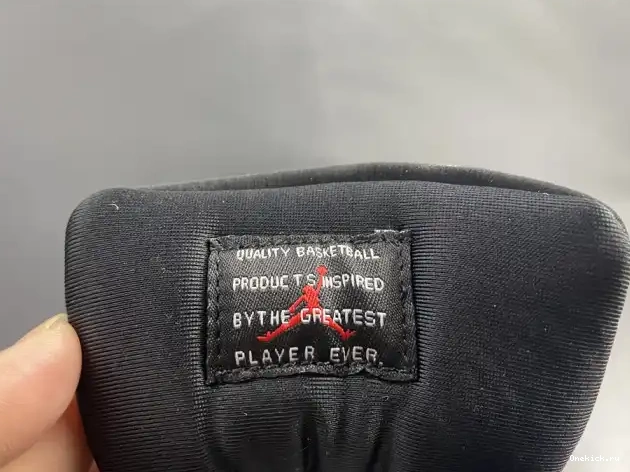 QUALITY BASKETBALL
PRODUCTS INSPIRED
BY THE GREATEST
PLAYER EVER.